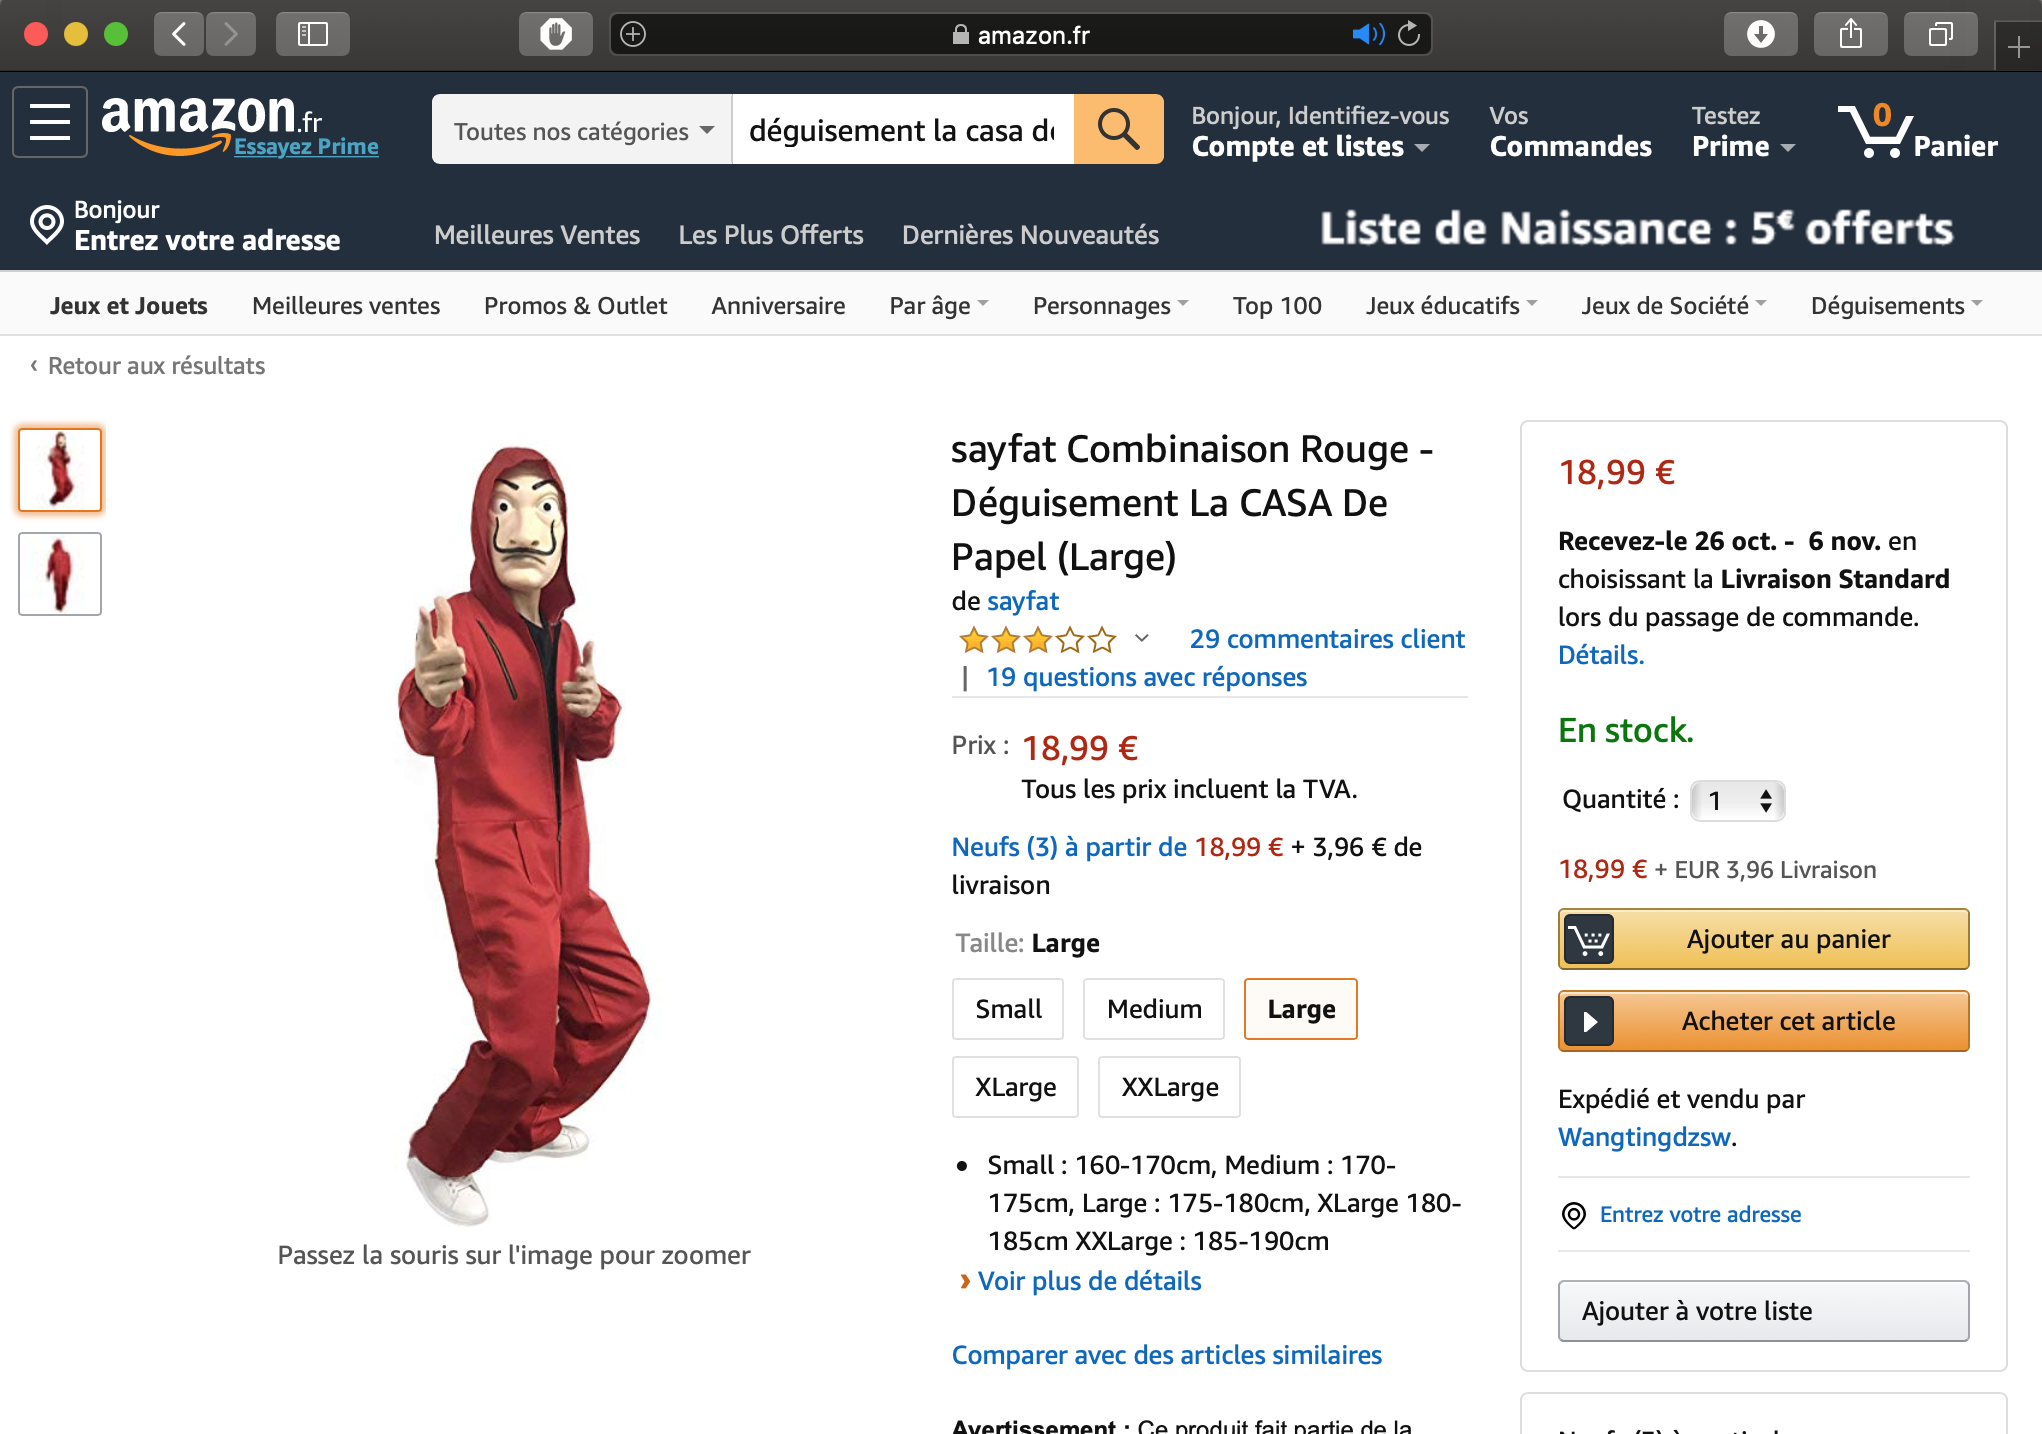 amazon.fr
amazon.fr
Essayez Prime
Toutes nos catégories
déguisement la casa de
Bonjour, Identifiez-vous
Compte et listes
Vos
Commandes
Testez
Prime
0
Panier
Bonjour
Entrez votre adresse
Meilleures Ventes
Les Plus Offerts
Dernières Nouveautés
Liste de Naissance : 5€ offerts
Jeux et Jouets
Meilleures ventes
Promos & Outlet
Anniversaire
Par âge
Personnages
Top 100
Jeux éducatifs
Jeux de Société
Déguisements
‹ Retour aux résultats
Passez la souris sur l'image pour zoomer
sayfat Combinaison Rouge -
Déguisement La CASA De
Papel (Large)
de sayfat
29 commentaires client
| 19 questions avec réponses
Prix : 18,99 €
Tous les prix incluent la TVA.
Neufs (3) à partir de 18,99 € + 3,96 € de
livraison
Taille: Large
Small
Medium
Large
XLarge
XXLarge
• Small : 160-170cm, Medium : 170-
175cm, Large : 175-180cm, XLarge 180-
185cm XXLarge : 185-190cm
› Voir plus de détails
Comparer avec des articles similaires
Avertissement : Ce produit fait partie de la
18,99 €
Recevez-le 26 oct. - 6 nov. en
choisissant la Livraison Standard
lors du passage de commande.
Détails.
En stock.
Quantité : 1
18,99 € + EUR 3,96 Livraison
Ajouter au panier
Acheter cet article
Expédié et vendu par
Wangtingdzsw.
Entrez votre adresse
Ajouter à votre liste